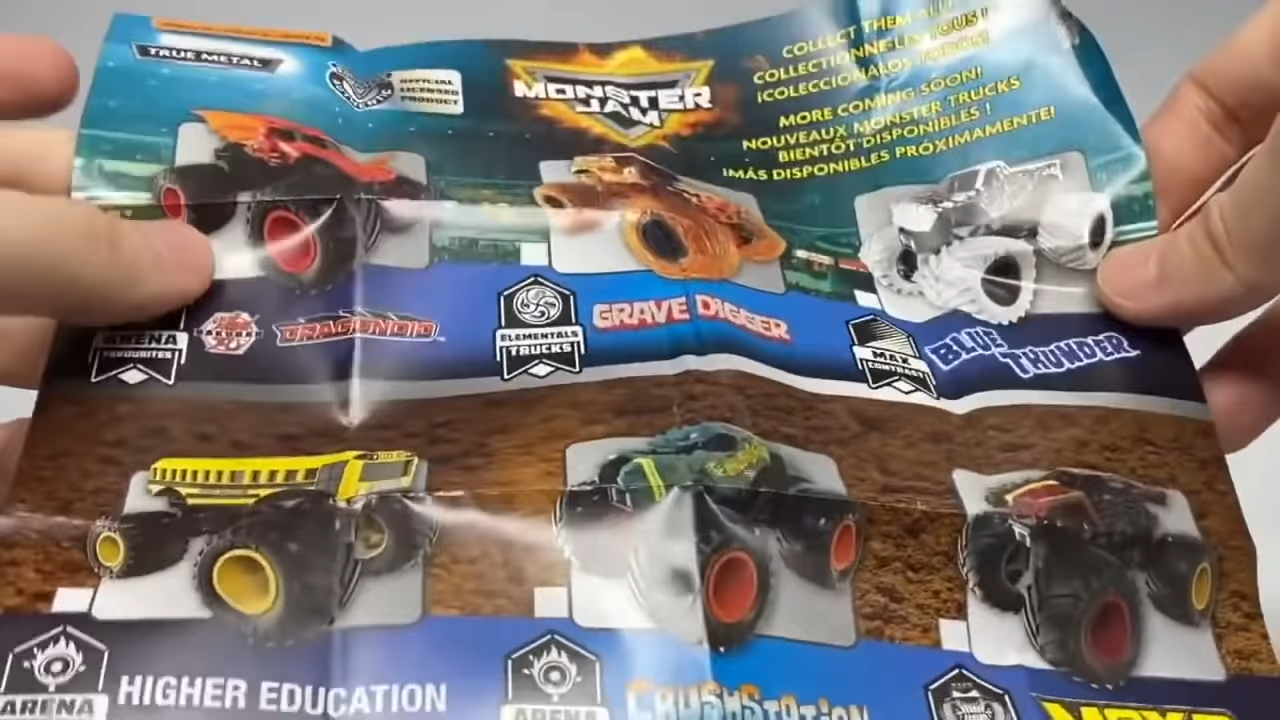 TRUE METAL
OFFICIAL
LICENSED
PRODUCT
MONSTER
JAM
COLLECT THEM ALL!
COLLECTIONNE-LES TOUS!
¡COLECCIÓNALOS TODOS!
MORE COMING SOON!
NOUVEAUX MONSTER TRUCKS
BIENTÔT DISPONIBLES !
¡MÁS DISPONIBLES PRÓXIMAMENTE!
ARENA
FAVOURITES
BAKUGAN
DRAGONOID
ELEMENTALS
TRUCKS
GRAVE DIGGER
MAX
CONTRAST
BLUE
THUNDER
ARENA
HIGHER EDUCATION
ARENA
CRUSHSTATION